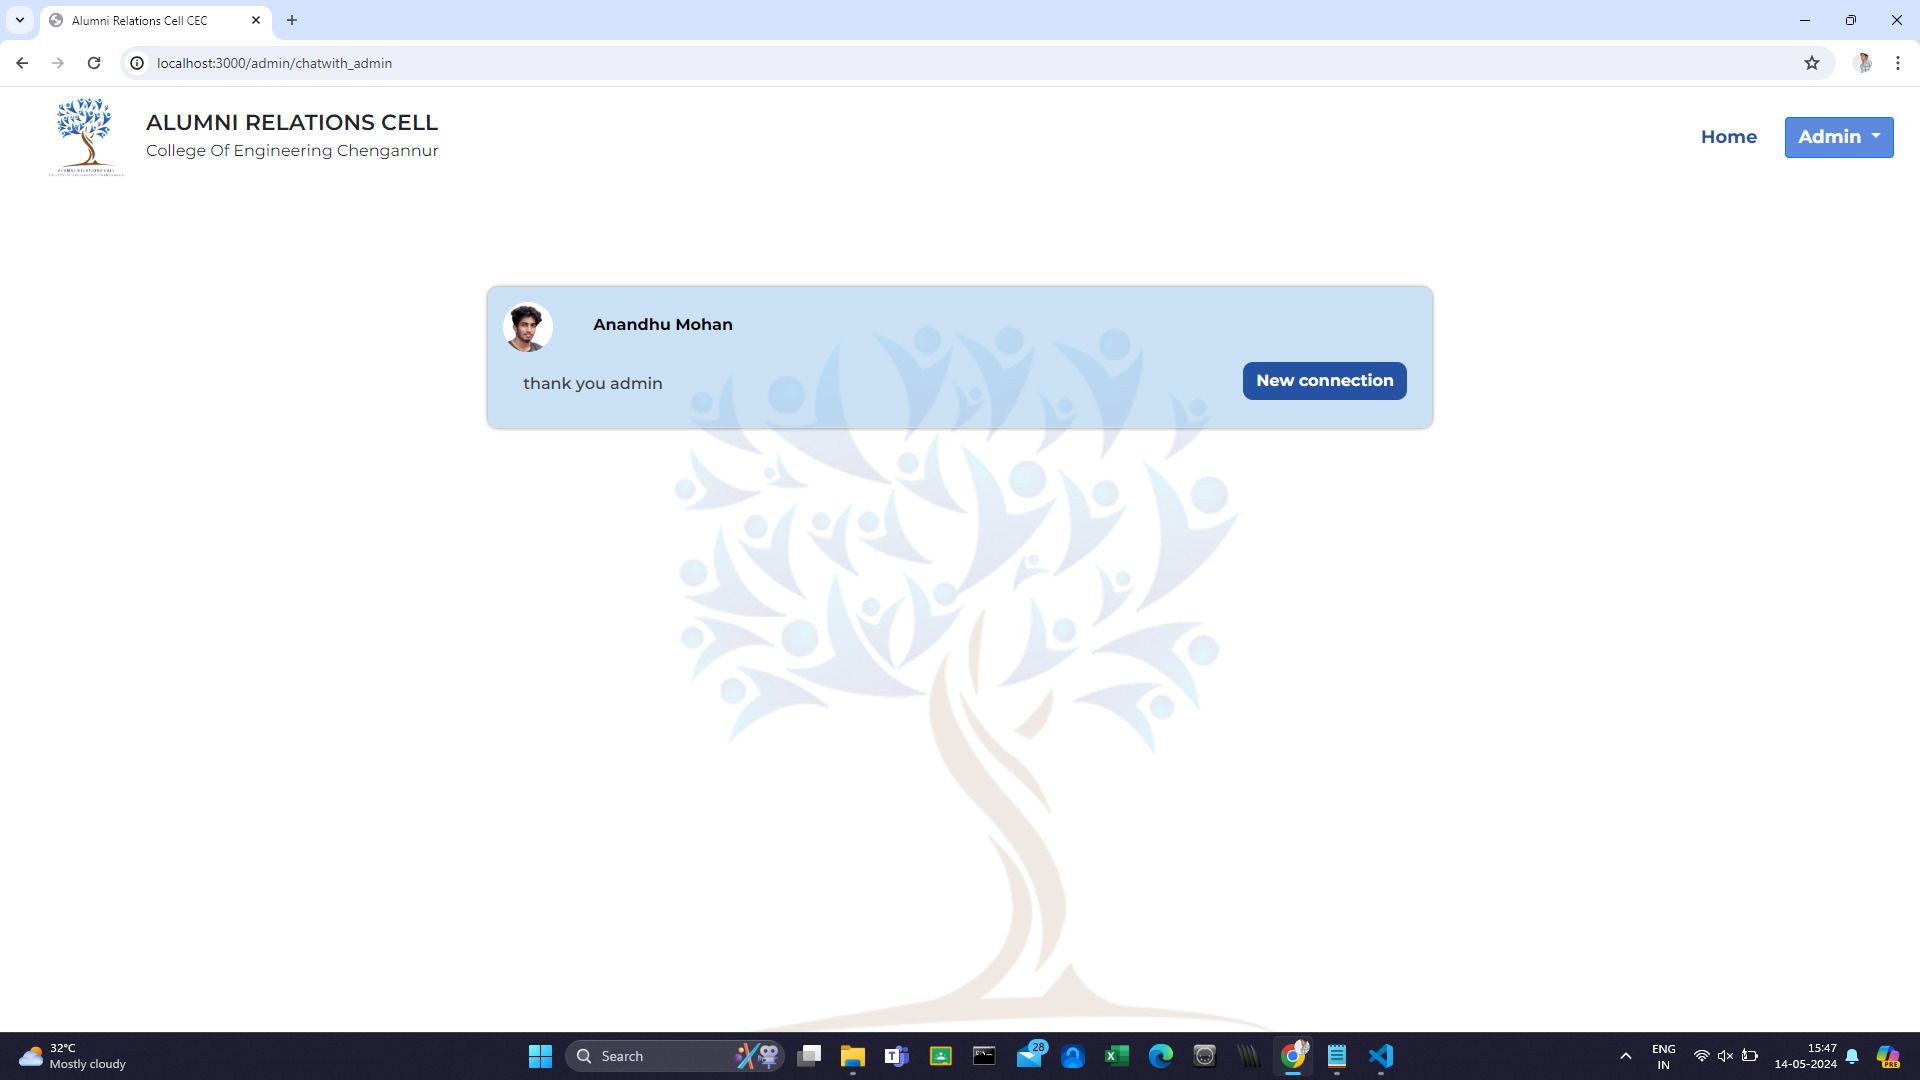 Alumni Relations Cell CEC
localhost:3000/admin/chatwith_admin
ALUMNI RELATIONS CELL
College Of Engineering Chengannur
Home
Admin
Anandhu Mohan
thank you admin
New connection
32°C
Mostly cloudy
Search
28
ENG
IN
15:47
14-05-2024
PRE